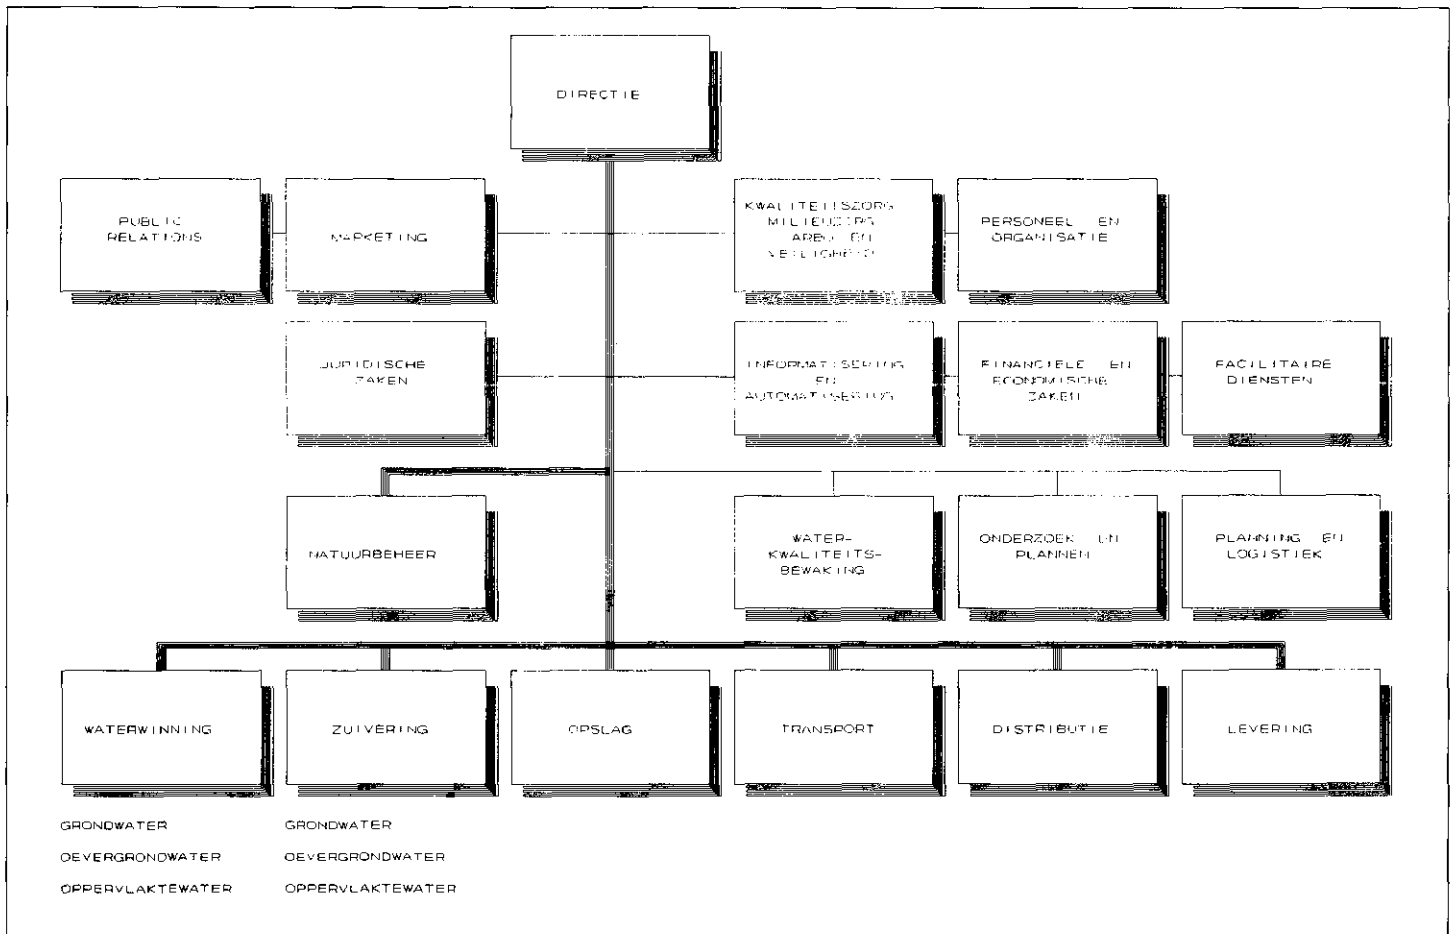 DIRECTIE
PUBLIC
RELATIONS
MARKETING
KWALITEITSZORG
MILIEUZORG
ARBO EN
VEILIGHEID
PERSONEEL EN
ORGANISATIE
JURIDISCHE
ZAKEN
INFORMATISERING
EN
AUTOMATISERING
FINANCIELE EN
ECONOMISCHE
ZAKEN
FACILITAIRE
DIENSTEN
NATUURBEHEER
WATER-
KWALITEITS-
BEWAKING
ONDERZOEK EN
PLANNEN
PLANNING EN
LOGISTIEK
WATERWINNING
ZUIVERING
OPSLAG
TRANSPORT
DISTRIBUTIE
LEVERING
GRONDWATER
OEVERGRONDWATER
OPPERVLAKTEWATER
GRONDWATER
OEVERGRONDWATER
OPPERVLAKTEWATER